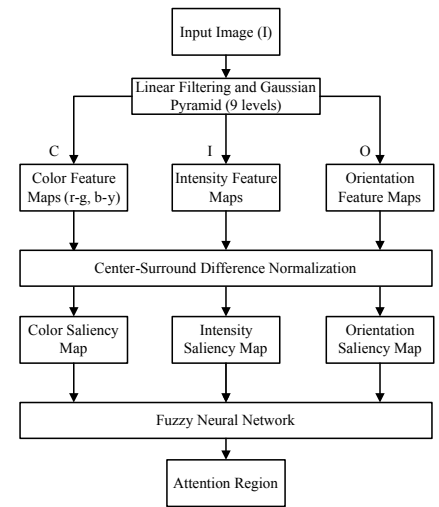 Input Image (I)
Linear Filtering and Gaussian
Pyramid (9 levels)
C
I
O
Color Feature
Maps (r-g, b-y)
Intensity Feature
Maps
Orientation
Feature Maps
Center-Surround Difference Normalization
Color Saliency
Map
Intensity
Saliency Map
Orientation
Saliency Map
Fuzzy Neural Network
Attention Region